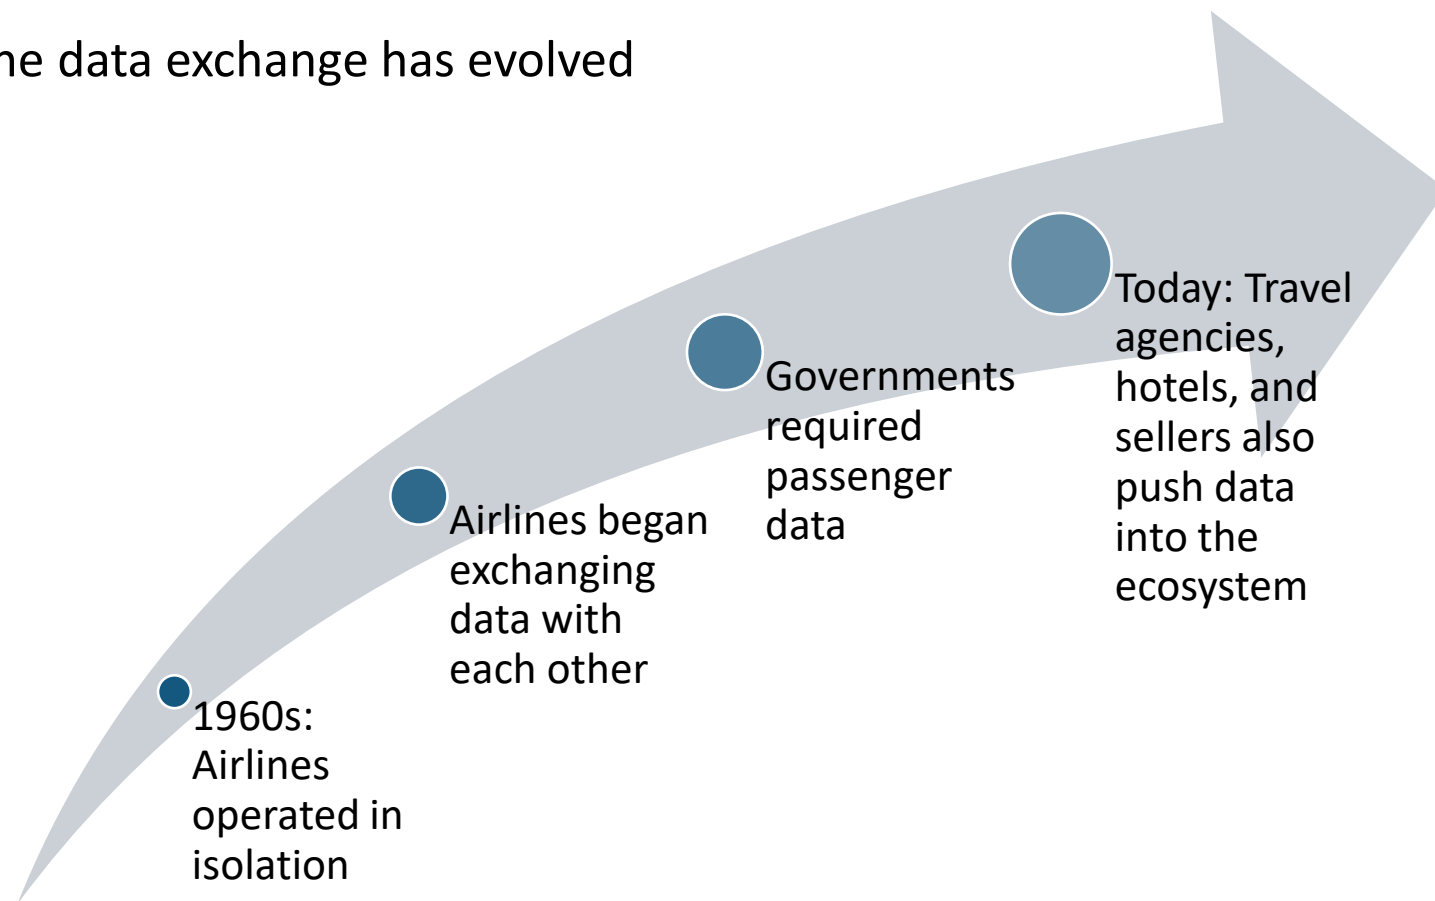 ne data exchange has evolved
1960s:
Airlines
operated in
isolation
Airlines began
exchanging
data with
each other
Governments
required
passenger
data
Today: Travel
agencies,
hotels, and
sellers also
push data
into the
ecosystem